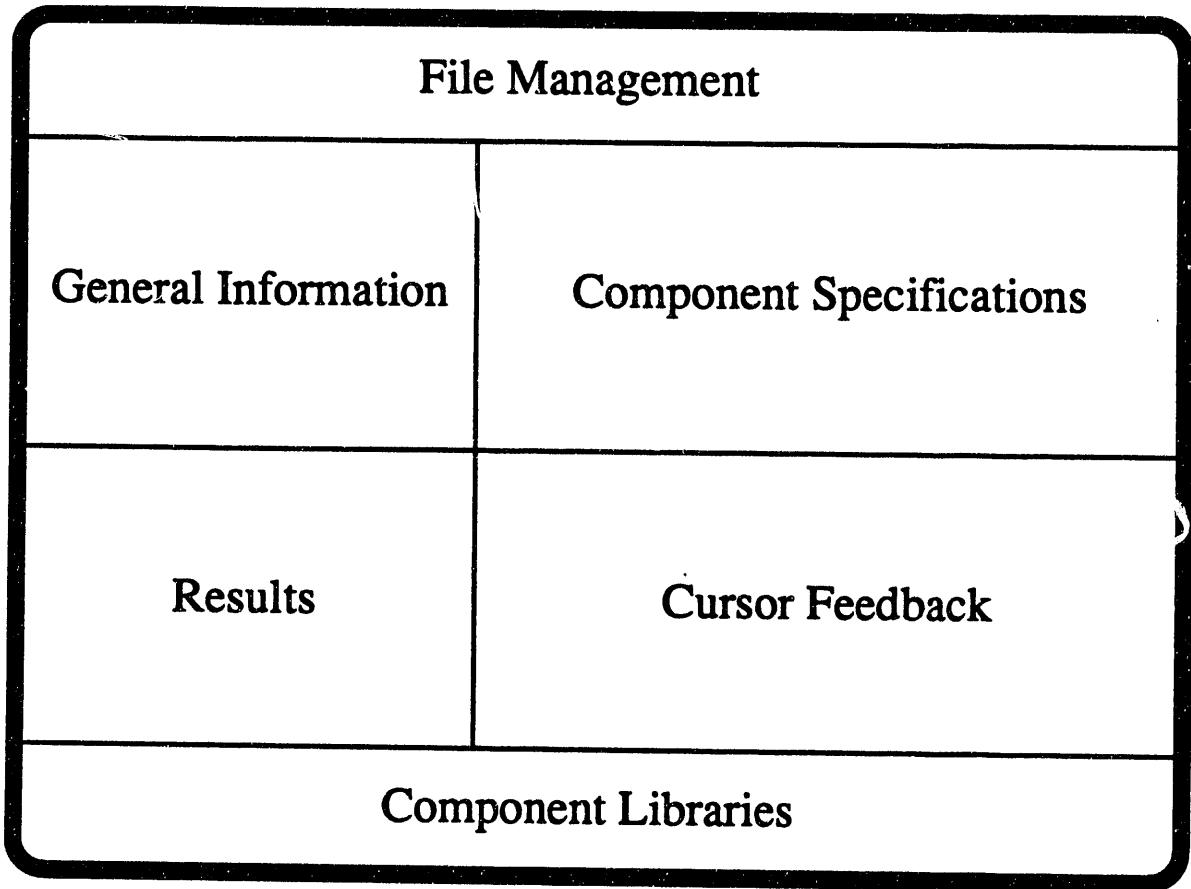 File Management
General Information
Component Specifications
Results
Cursor Feedback
Component Libraries